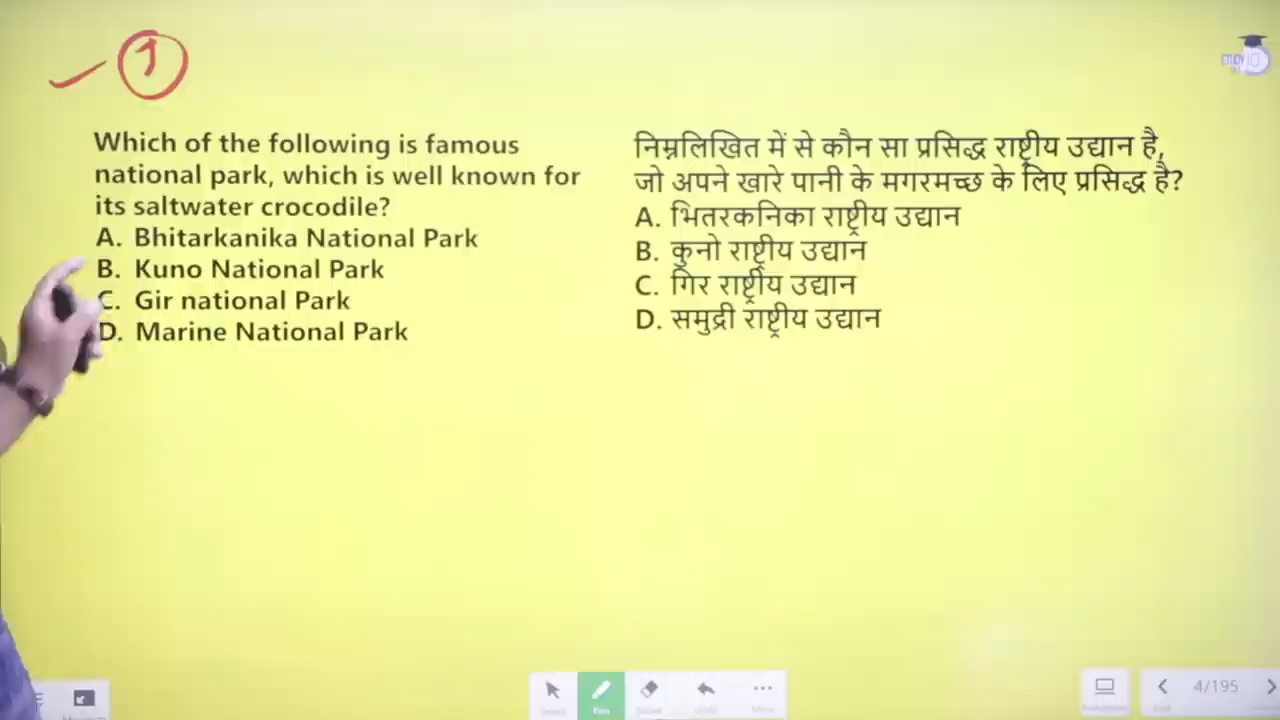 1
Which of the following is famous
national park, which is well known for
its saltwater crocodile?
A. Bhitarkanika National Park
B. Kuno National Park
C. Gir national Park
D. Marine National Park
निम्नलिखित में से कौन सा प्रसिद्ध राष्ट्रीय उद्यान है,
जो अपने खारे पानी के मगरमच्छ के लिए प्रसिद्ध है?
A. भितरकनिका राष्ट्रीय उद्यान
B. कुनो राष्ट्रीय उद्यान
C. गिर राष्ट्रीय उद्यान
D. समुद्री राष्ट्रीय उद्यान
Pen
4/195